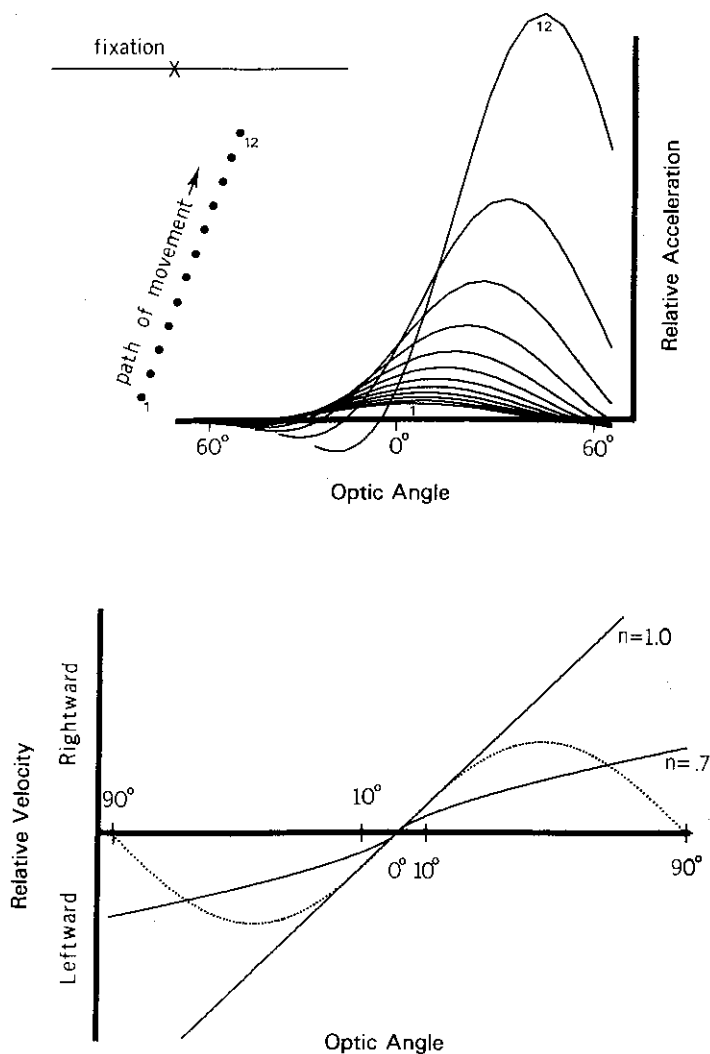 fixation
X
12
path of movement
1
12
1
Relative Acceleration
60° 0° 60°
Optic Angle
Relative Velocity
Rightward
Leftward
n=1.0
n=.7
90° 10°
0° 10° 90°
Optic Angle